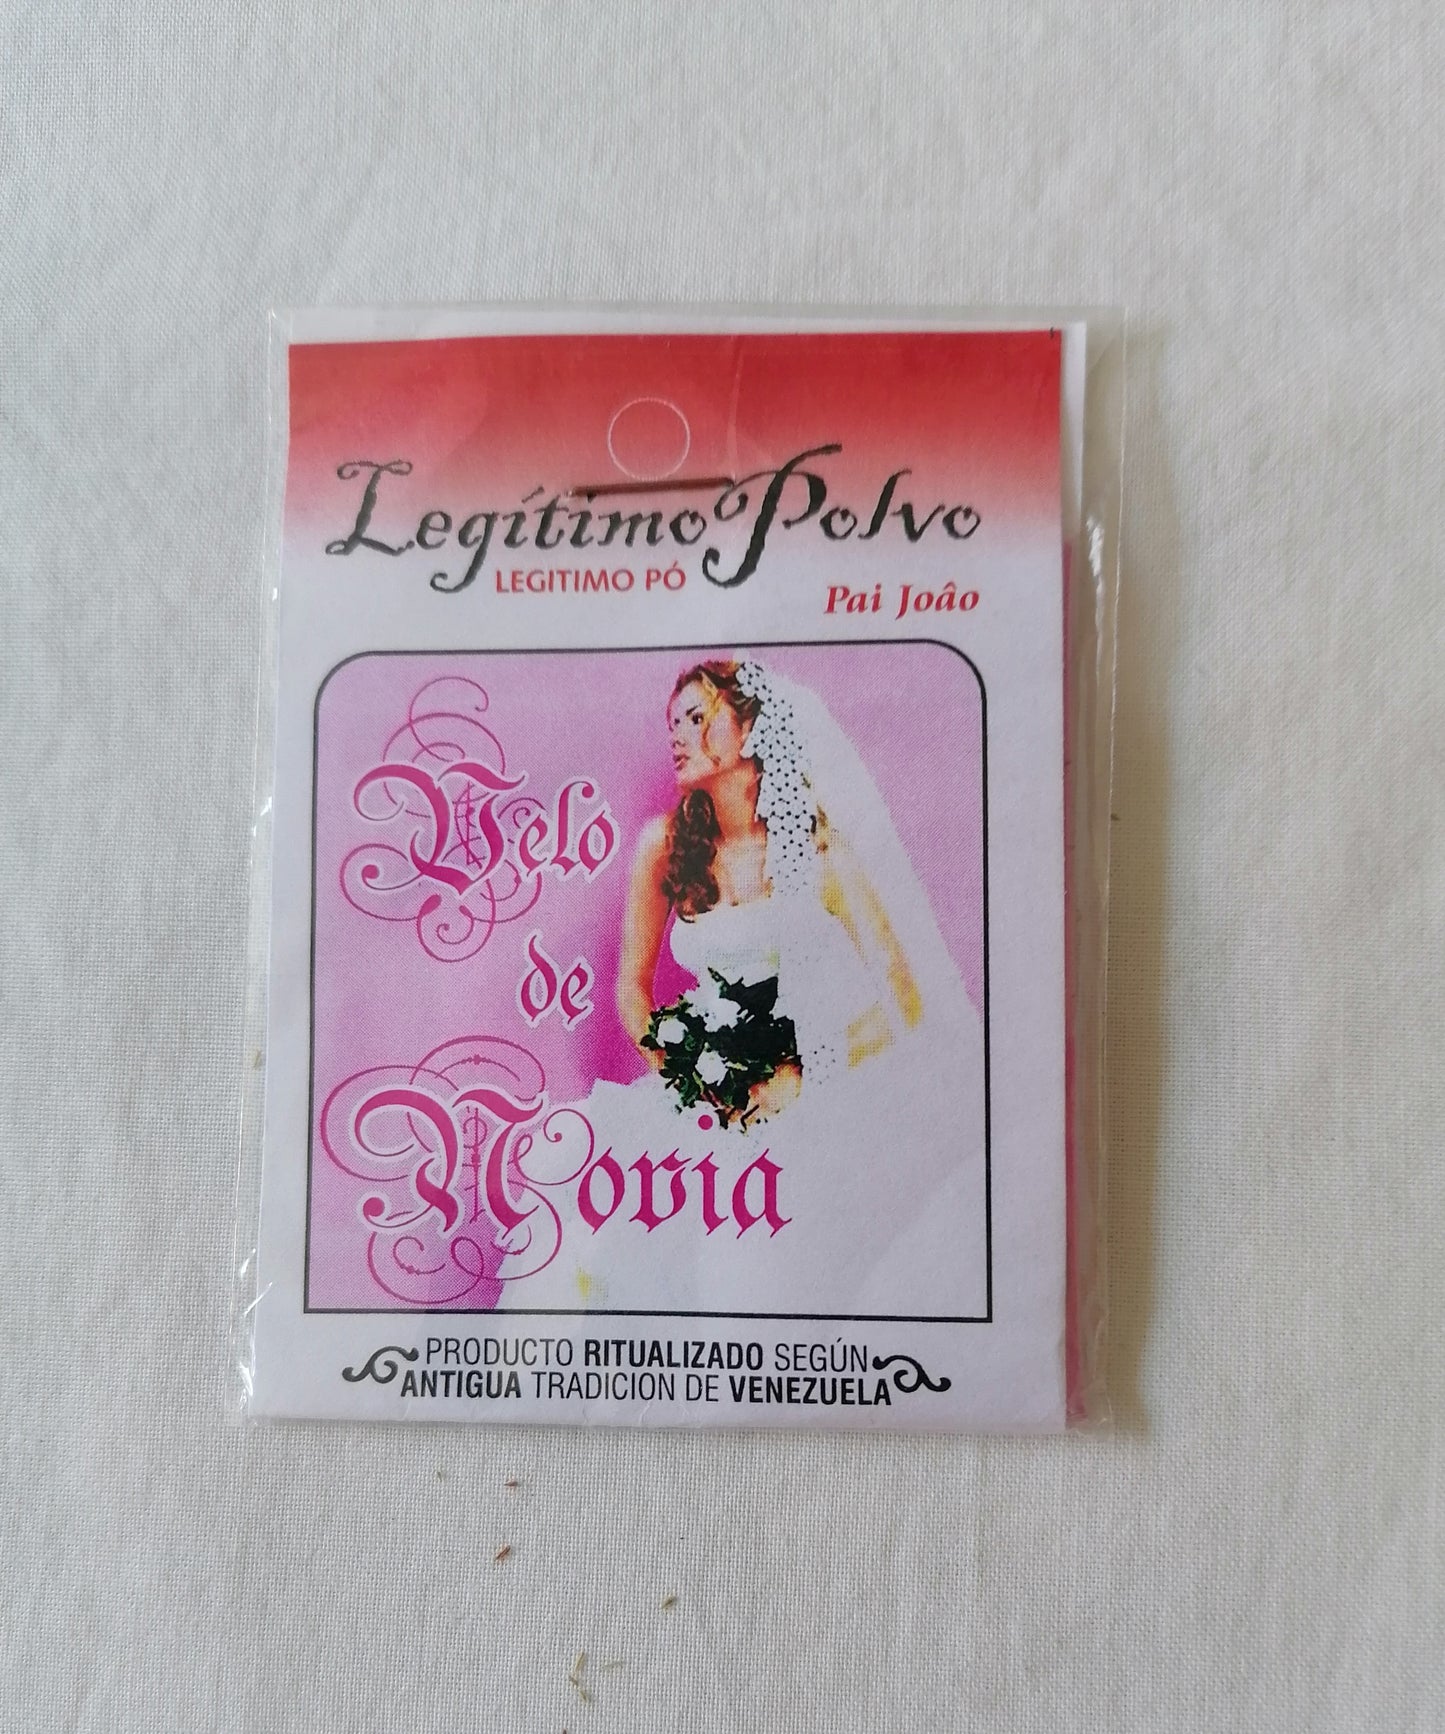 Legítimo Polvo
LEGITIMO PÓ
Pai Joâo
Velo
de
Novia
PRODUCTO RITUALIZADO SEGÚN
ANTIGUA TRADICION DE VENEZUELA